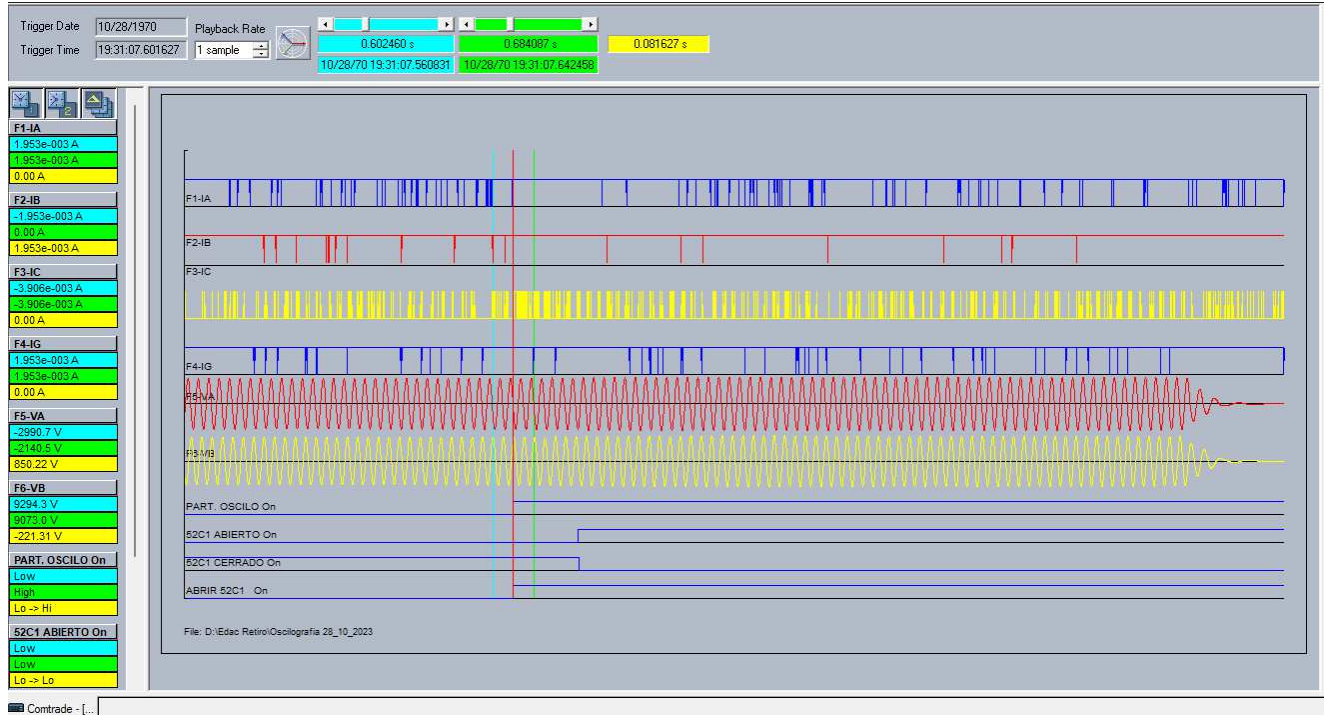 Trigger Date 10/28/1970 Playback Rate
Trigger Time 19:31:07.601627 1 sample
0.602460 s 0.684087 s 0.081627 s
10/28/70 19:31:07.560831 10/28/70 19:31:07.642458
2
F1-IA
1.953e-003 A
1.953e-003 A
0.00 A
F2-IB
-1.953e-003 A
0.00 A
1.953e-003 A
F3-IC
-3.906e-003 A
-3.906e-003 A
0.00 A
F4-IG
1.953e-003 A
1.953e-003 A
0.00 A
F5-VA
-2990.7 V
-2140.5 V
850.22 V
F6-VB
9294.3 V
9073.0 V
-221.31 V
PART. OSCILO On
Low
High
Lo -> Hi
52C1 ABIERTO On
Low
Low
Lo -> Lo
F1-IA
F2-IB
F3-IC
F4-IG
F5-VA
PART. OSCILO On
52C1 ABIERTO On
52C1 CERRADO On
ABRIR 52C1 On
File: D:\Edac Retiro\Oscilografia 28_10_2023
Comtrade - [...